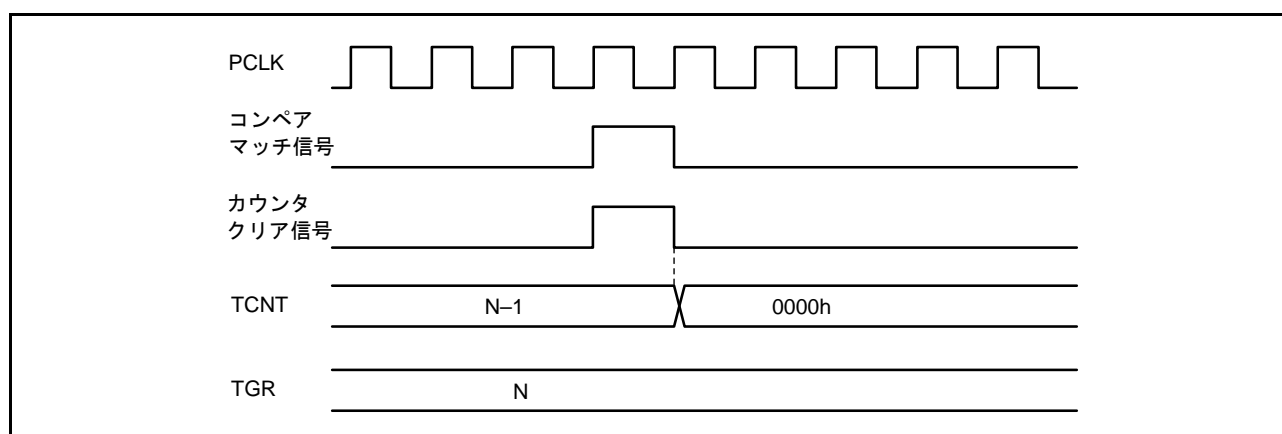 PCLK
コンペア
マッチ信号
カウンタ
クリア信号
TCNT
N–1
0000h
TGR
N